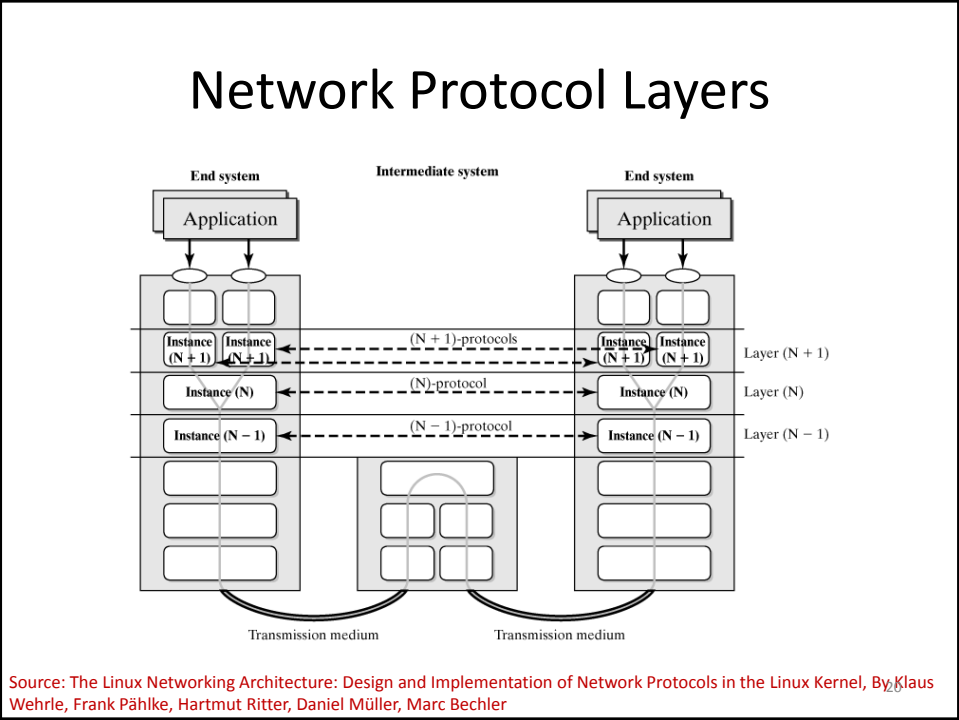 Network Protocol Layers
End system
Intermediate system
End system
Application
Application
Instance
(N + 1)
Instance
(N + 1)
(N + 1)-protocols
Instance
(N + 1)
Instance
(N + 1)
Layer (N + 1)
Instance (N)
(N)-protocol
Instance (N)
Layer (N)
Instance (N − 1)
(N − 1)-protocol
Instance (N − 1)
Layer (N − 1)
Transmission medium
Transmission medium
Source: The Linux Networking Architecture: Design and Implementation of Network Protocols in the Linux Kernel, By Klaus
Wehrle, Frank Pählke, Hartmut Ritter, Daniel Müller, Marc Bechler
20